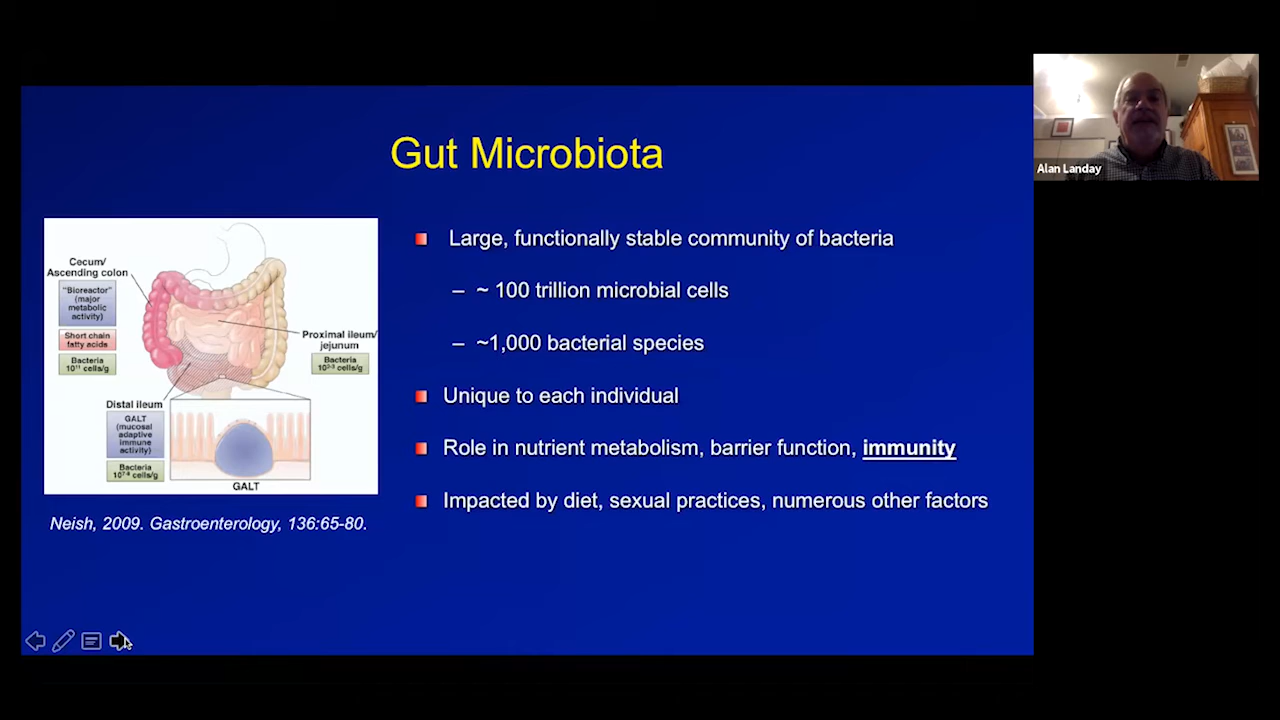 Gut Microbiota
Alan Landay
Cecum/
Ascending colon
"Bioreactor"
(major
metabolic
activity)
Short chain
fatty acids
Bacteria
10¹¹ cells/g
Proximal ileum/
jejunum
Bacteria
10²⁻³ cells/g
Distal ileum
GALT
(mucosal
adaptive
immune
activity)
Bacteria
10⁷⁻⁸ cells/g
GALT
Neish, 2009. Gastroenterology, 136:65-80.
Large, functionally stable community of bacteria
– ~ 100 trillion microbial cells
– ~1,000 bacterial species
Unique to each individual
Role in nutrient metabolism, barrier function, immunity
Impacted by diet, sexual practices, numerous other factors